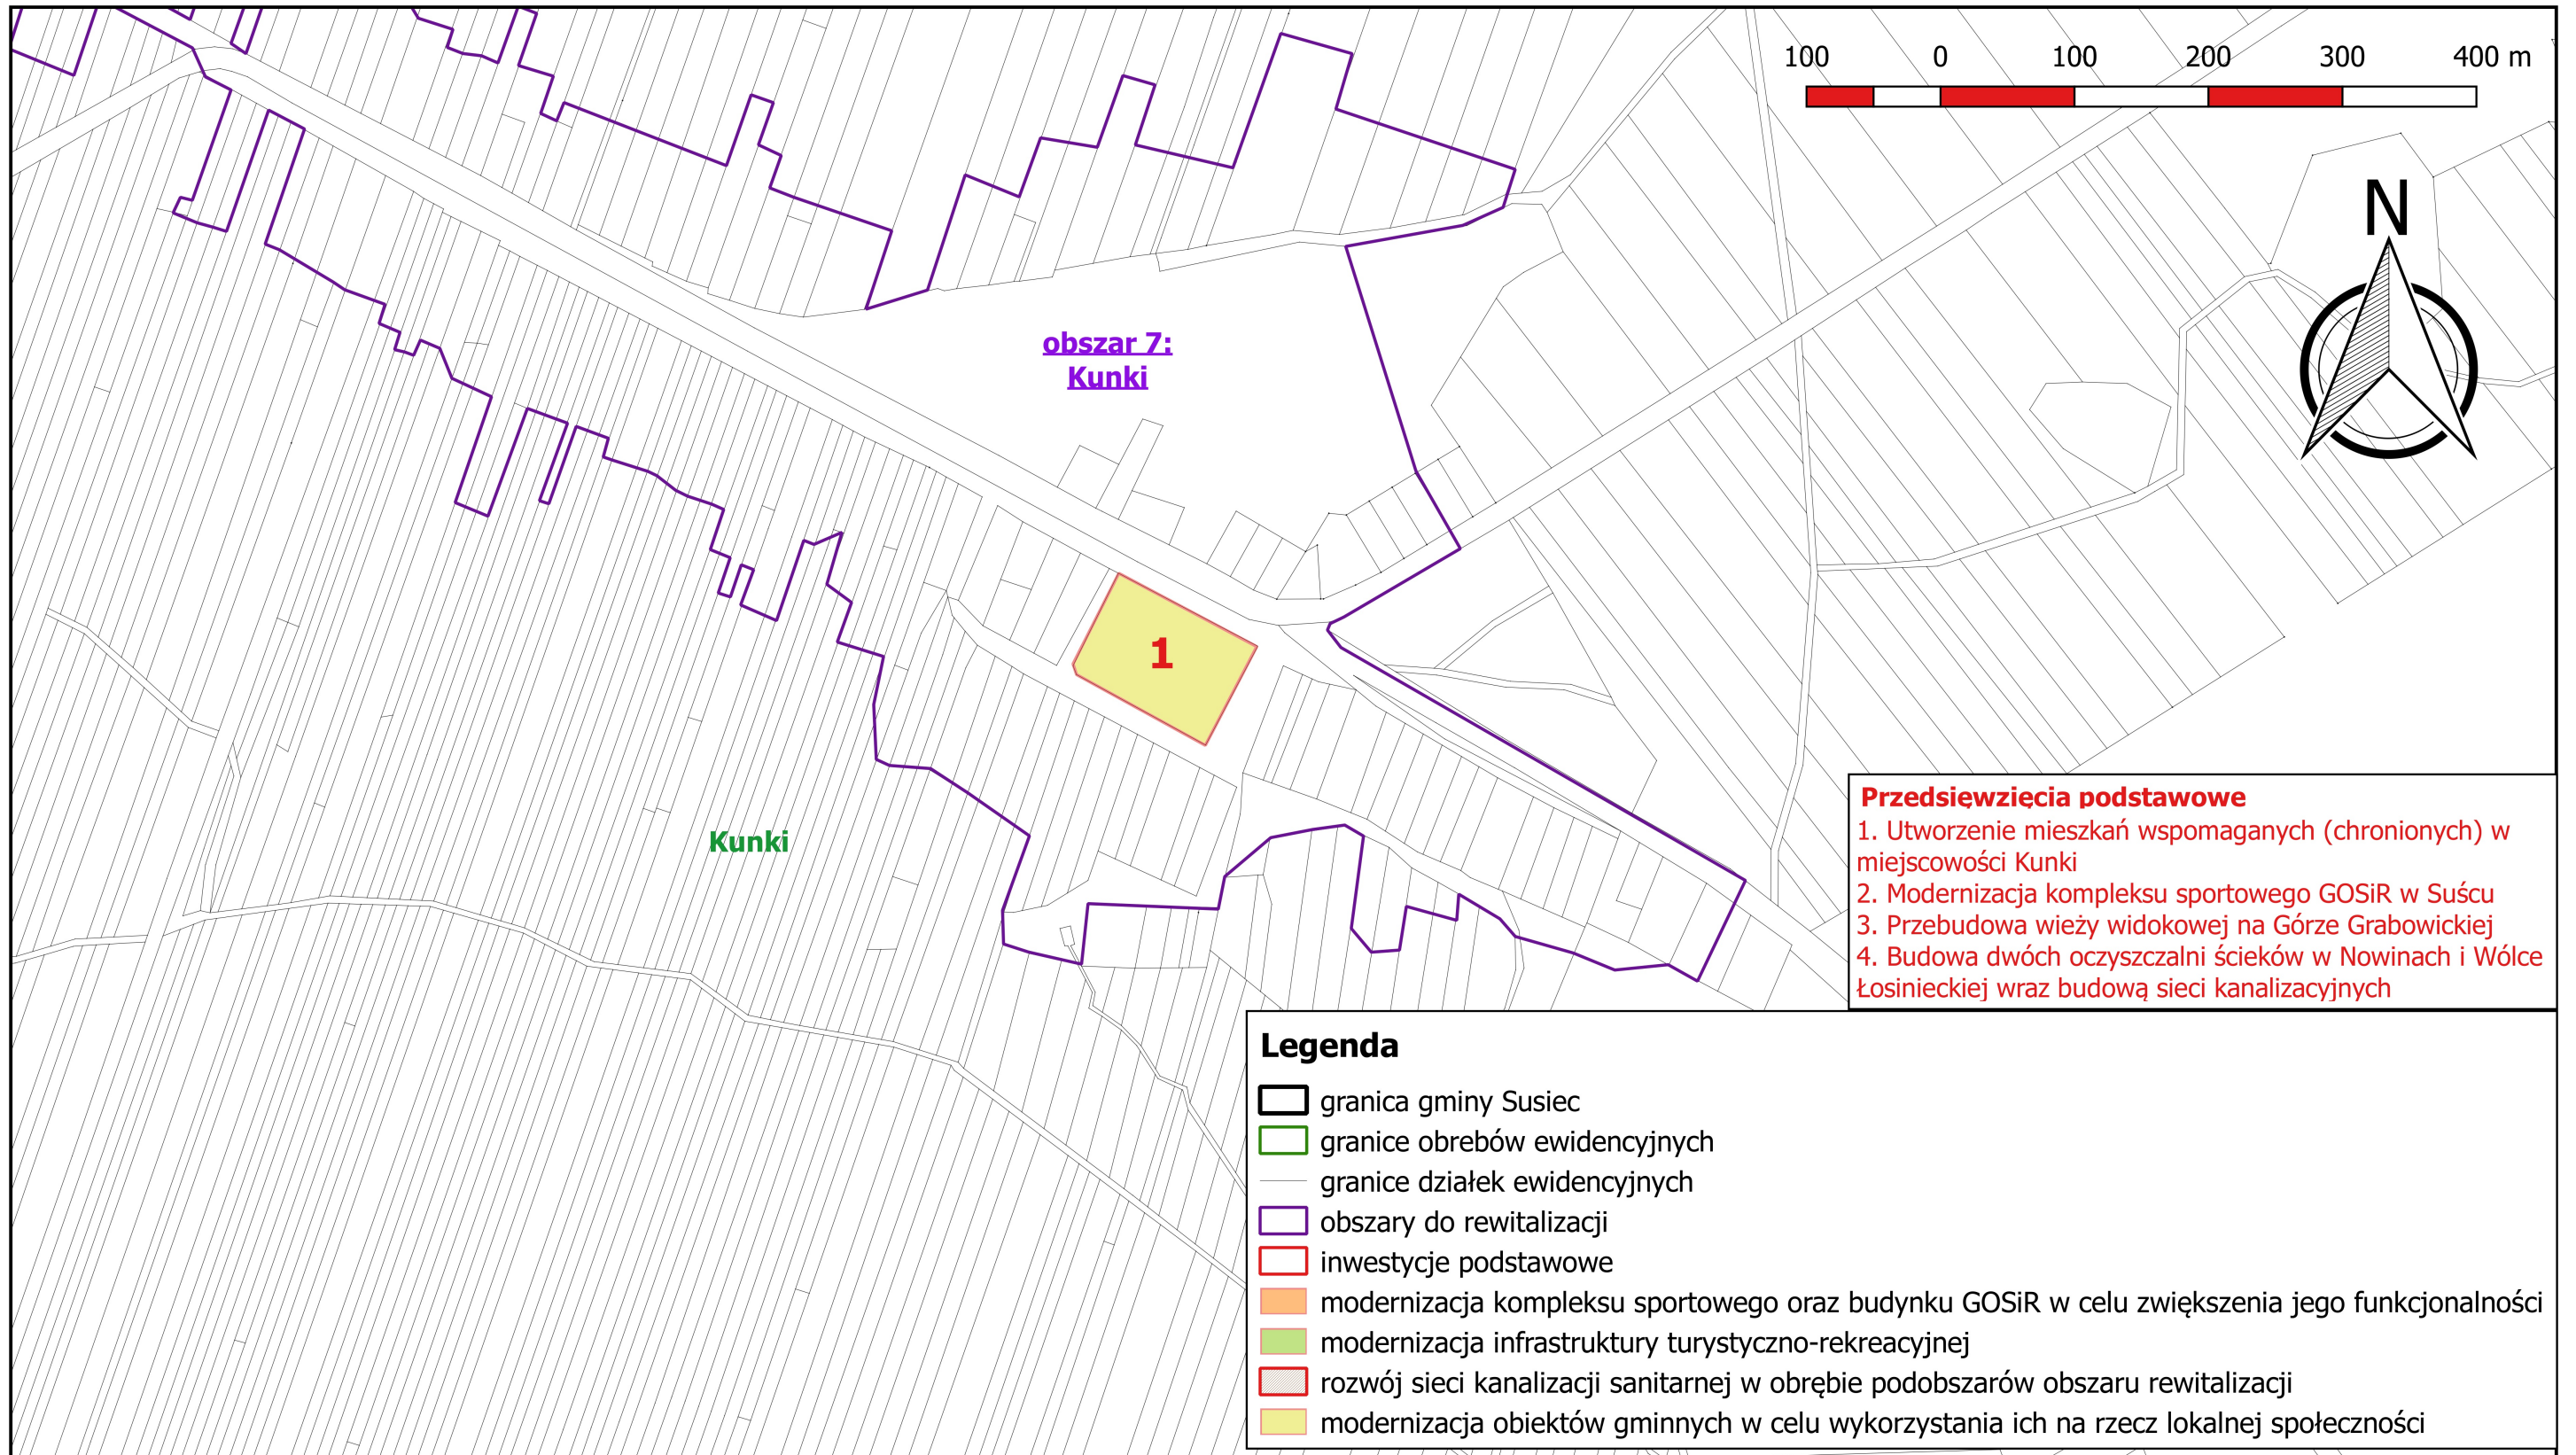 100 0 100 200 300 400 m
N
obszar 7:
Kunki
1
Kunki
Przedsięwzięcia podstawowe
1. Utworzenie mieszkań wspomaganych (chronionych) w
miejscowości Kunki
2. Modernizacja kompleksu sportowego GOSiR w Suścu
3. Przebudowa wieży widokowej na Górze Grabowickiej
4. Budowa dwóch oczyszczalni ścieków w Nowinach i Wólce
Łosinieckiej wraz budową sieci kanalizacyjnych
Legenda
granica gminy Susiec
granice obrebów ewidencyjnych
granice działek ewidencyjnych
obszary do rewitalizacji
inwestycje podstawowe
modernizacja kompleksu sportowego oraz budynku GOSiR w celu zwiększenia jego funkcjonalności
modernizacja infrastruktury turystyczno-rekreacyjnej
rozwój sieci kanalizacji sanitarnej w obrębie podobszarów obszaru rewitalizacji
modernizacja obiektów gminnych w celu wykorzystania ich na rzecz lokalnej społeczności